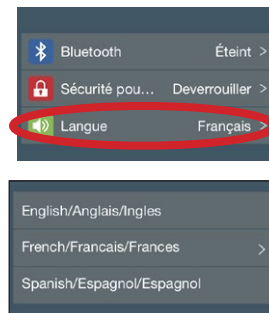 Bluetooth Éteint >
Sécurité pou... Deverrouiller >
Langue Français >
English/Anglais/Ingles
French/Francais/Frances >
Spanish/Espagnol/Espagnol